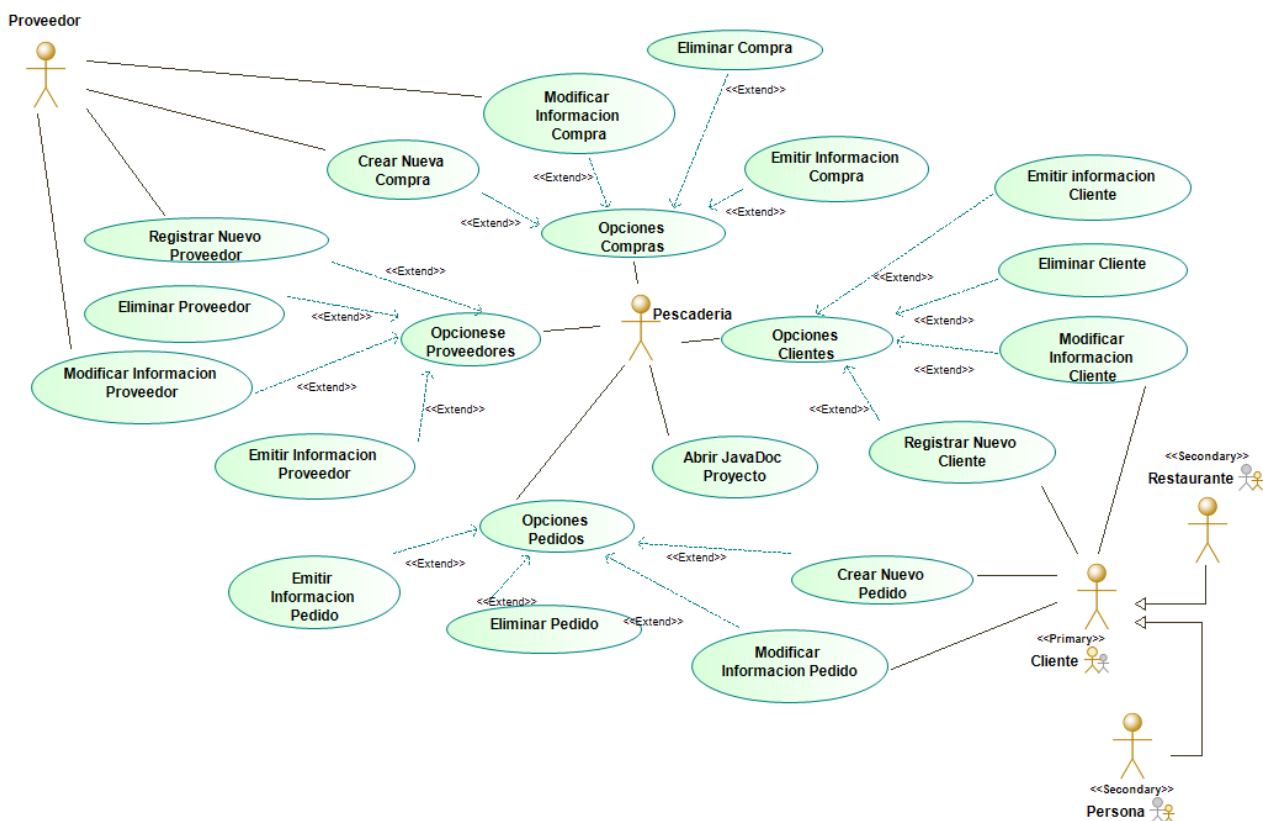 Proveedor
Eliminar Compra
<<Extend>>
Modificar
Informacion
Compra
Crear Nueva
Compra
<<Extend>>
Emitir Informacion
Compra
<<Extend>>
<<Extend>>
Opciones
Compras
Emitir informacion
Cliente
<<Extend>>
Registrar Nuevo
Proveedor
<<Extend>>
Eliminar Cliente
<<Extend>>
Eliminar Proveedor
<<Extend>>
Opcionese
Proveedores
Pescaderia
Opciones
Clientes
Modificar
Informacion
Cliente
<<Extend>>
Modificar Informacion
Proveedor
<<Extend>>
<<Extend>>
<<Extend>>
Registrar Nuevo
Cliente
Emitir Informacion
Proveedor
Abrir JavaDoc
Proyecto
<<Secondary>>
Restaurante
Opciones
Pedidos
<<Extend>>
<<Extend>>
Emitir
Informacion
Pedido
Crear Nuevo
Pedido
<<Extend>>
Eliminar Pedido
<<Extend>>
Modificar
Informacion Pedido
<<Primary>>
Cliente
<<Secondary>>
Persona